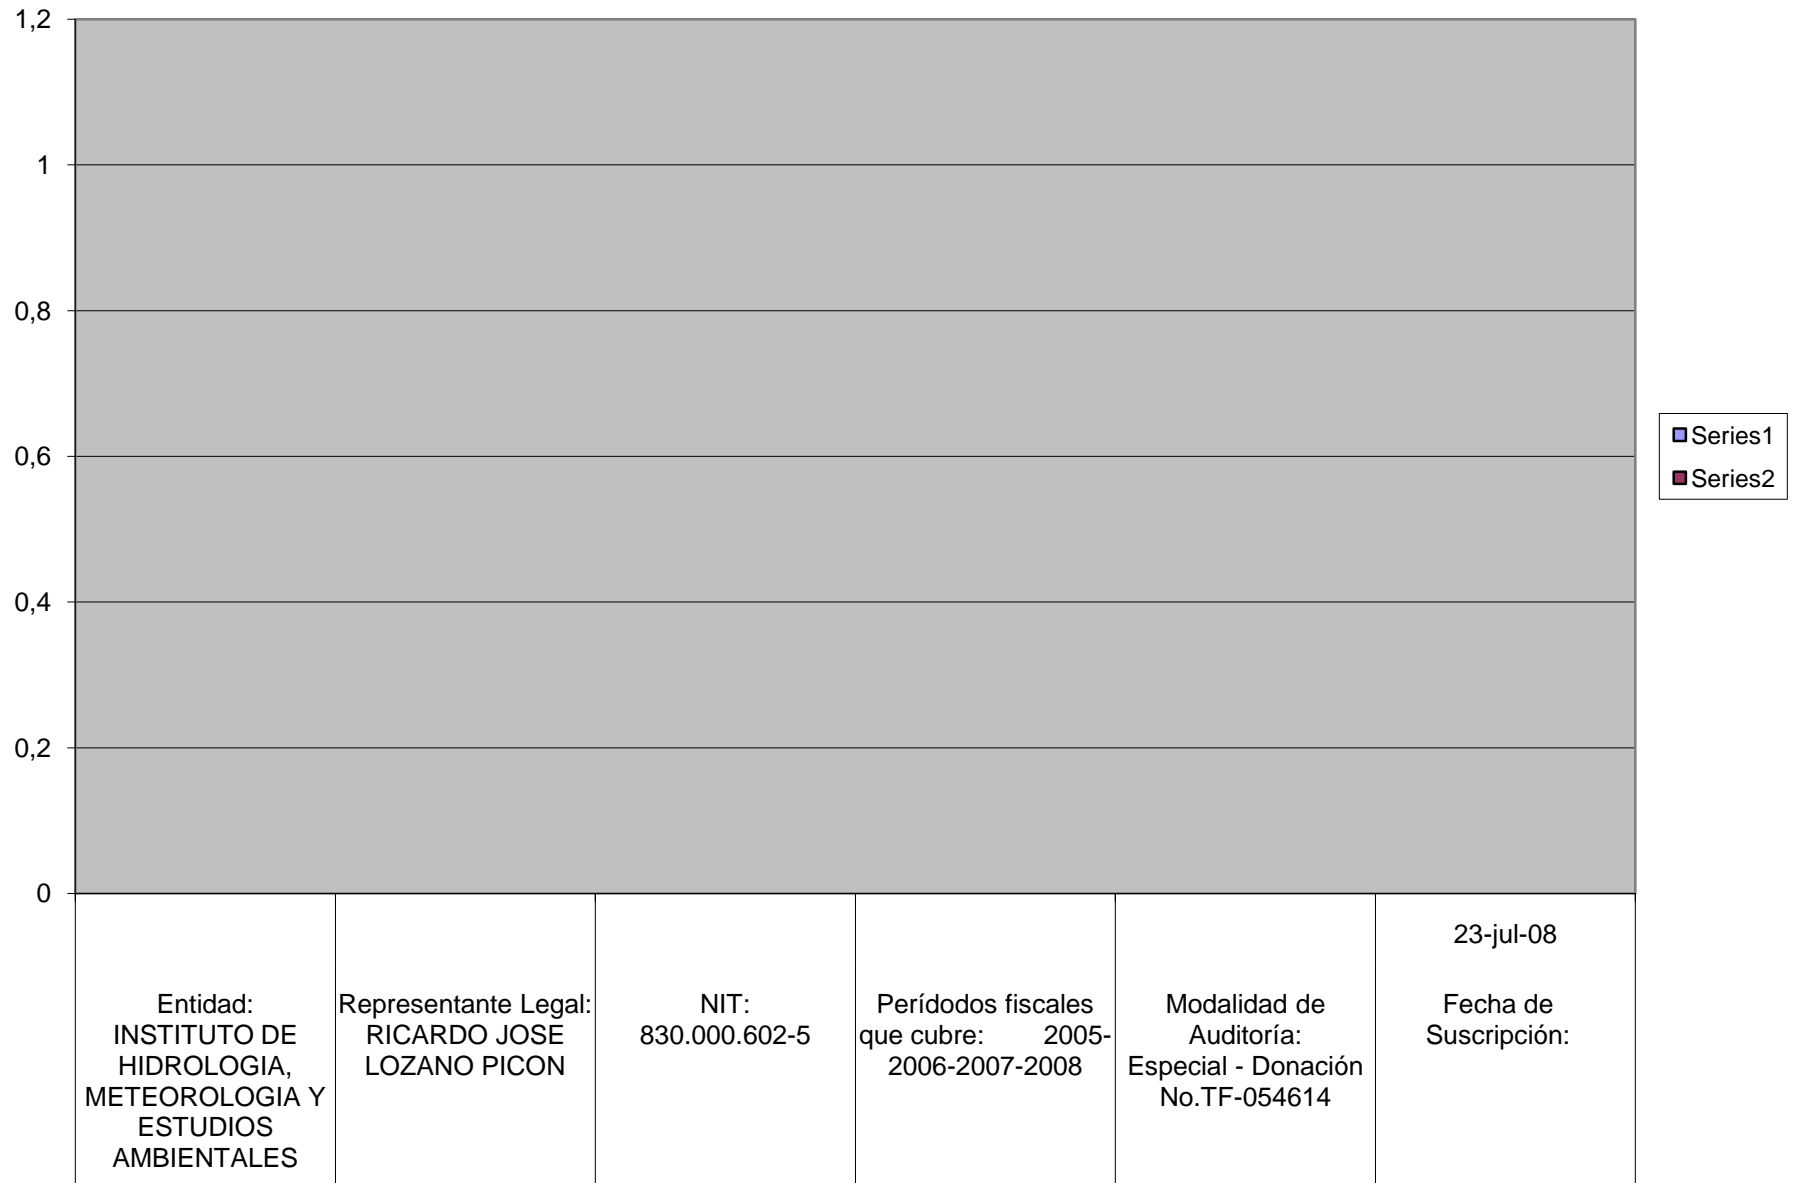 1,2
1
0,8
0,6
0,4
0,2
0
Series1
Series2
Entidad:
INSTITUTO DE
HIDROLOGIA,
METEOROLOGIA Y
ESTUDIOS
AMBIENTALES
Representante Legal:
RICARDO JOSE
LOZANO PICON
NIT:
830.000.602-5
Perídodos fiscales
que cubre: 2005-
2006-2007-2008
Modalidad de
Auditoría:
Especial - Donación
No.TF-054614
23-jul-08
Fecha de
Suscripción: